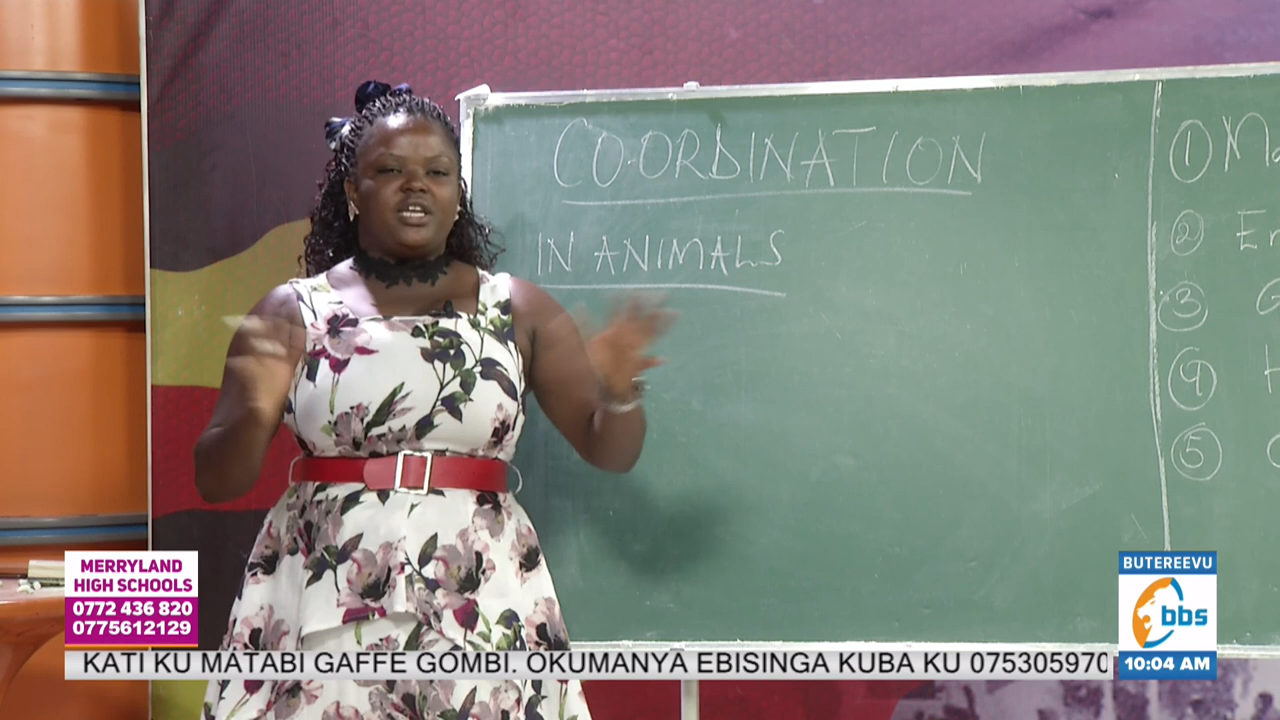 CO-ORDINATION
IN ANIMALS
①
②
③
④
⑤
MERRYLAND
HIGH SCHOOLS
0772 436 820
0775612129
BUTEREEVU
bbs
10:04 AM
KATI KU MATABI GAFFE GOMBI. OKUMANYA EBISINGA KUBA KU 075305970